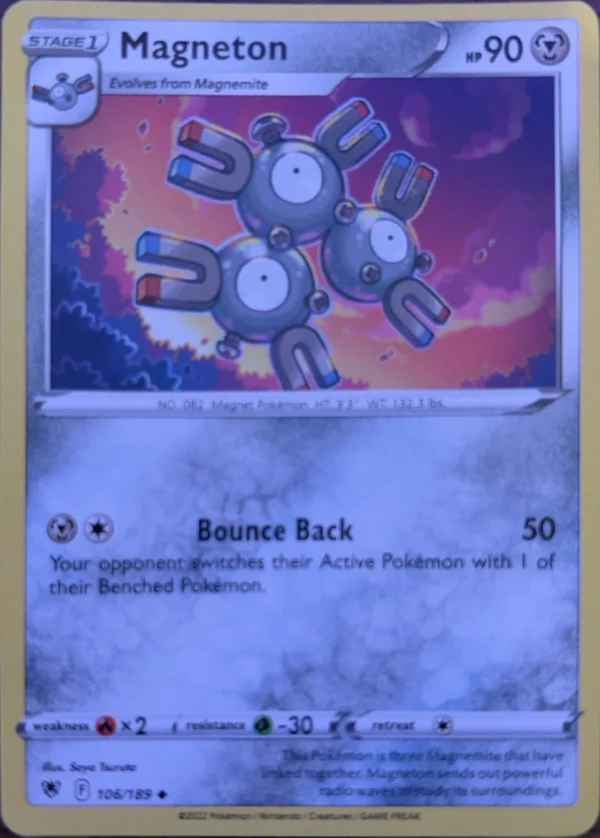 STAGE1 Magneton HP 90
Evolves from Magnemite
NO. 082 Magnet Pokémon HT: 3'3" WT: 132.3 lbs.
Bounce Back 50
Your opponent switches their Active Pokémon with 1 of
their Benched Pokémon.
weakness ×2 resistance -30 retreat
Illus. Saya Tsuruta
This Pokémon is three Magnemite that have
linked together. Magneton sends out powerful
radio waves to study its surroundings.
F 106/189
©2022 Pokémon / Nintendo / Creatures / GAME FREAK